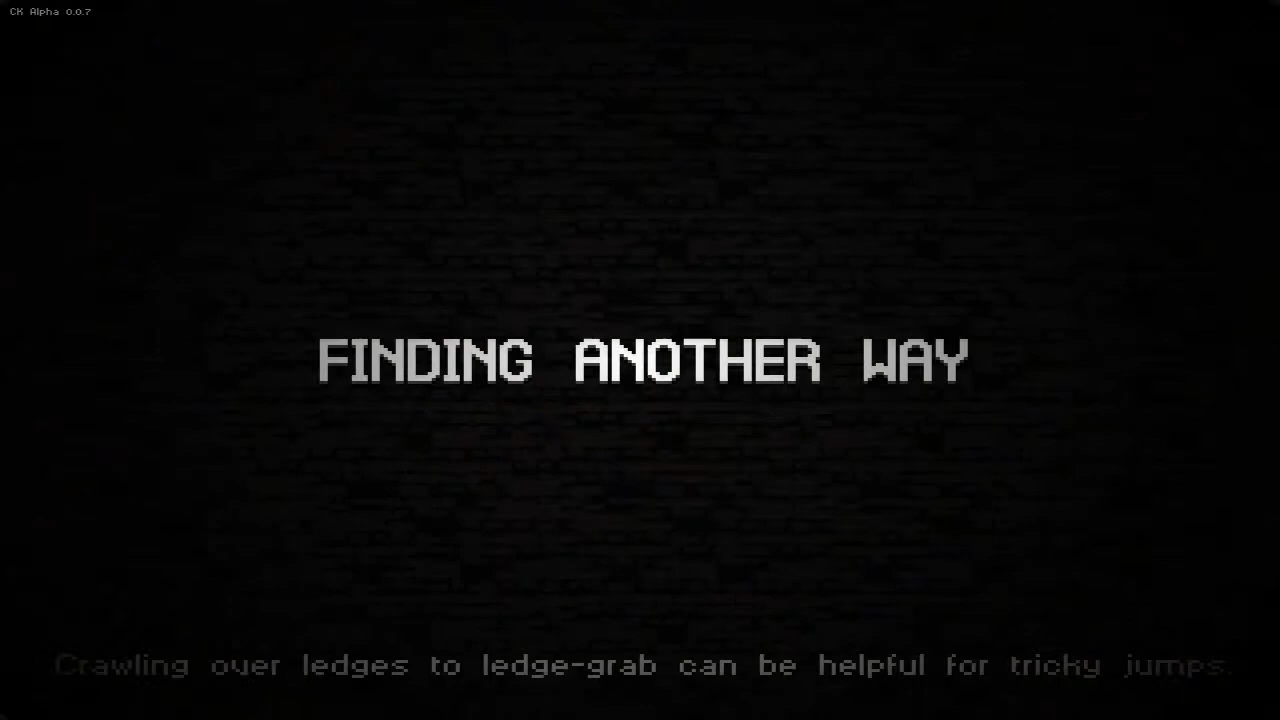 CK Alpha 0.0.7
FINDING ANOTHER WAY
Crawling over ledges to ledge-grab can be helpful for tricky jumps.